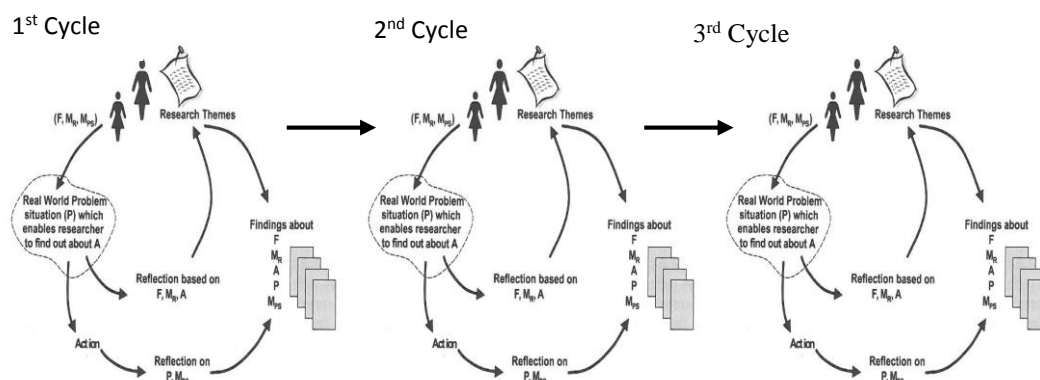 1st Cycle
(F, MR, MPS)
Research Themes
Real World Problem
situation (P) which
enables researcher
to find out about A
Findings about
F
MR
A
P
MPS
Reflection based on
F, MR, A
Action
Reflection on
2nd Cycle
(F, MR, MPS)
Research Themes
Real World Problem
situation (P) which
enables researcher
to find out about A
Findings about
F
MR
A
P
MPS
Reflection based on
F, MR, A
Action
Reflection on
3rd Cycle
(F, MR, MPS)
Research Themes
Real World Problem
situation (P) which
enables researcher
to find out about A
Findings about
F
MR
A
P
MPS
Reflection based on
F, MR, A
Action
Reflection on